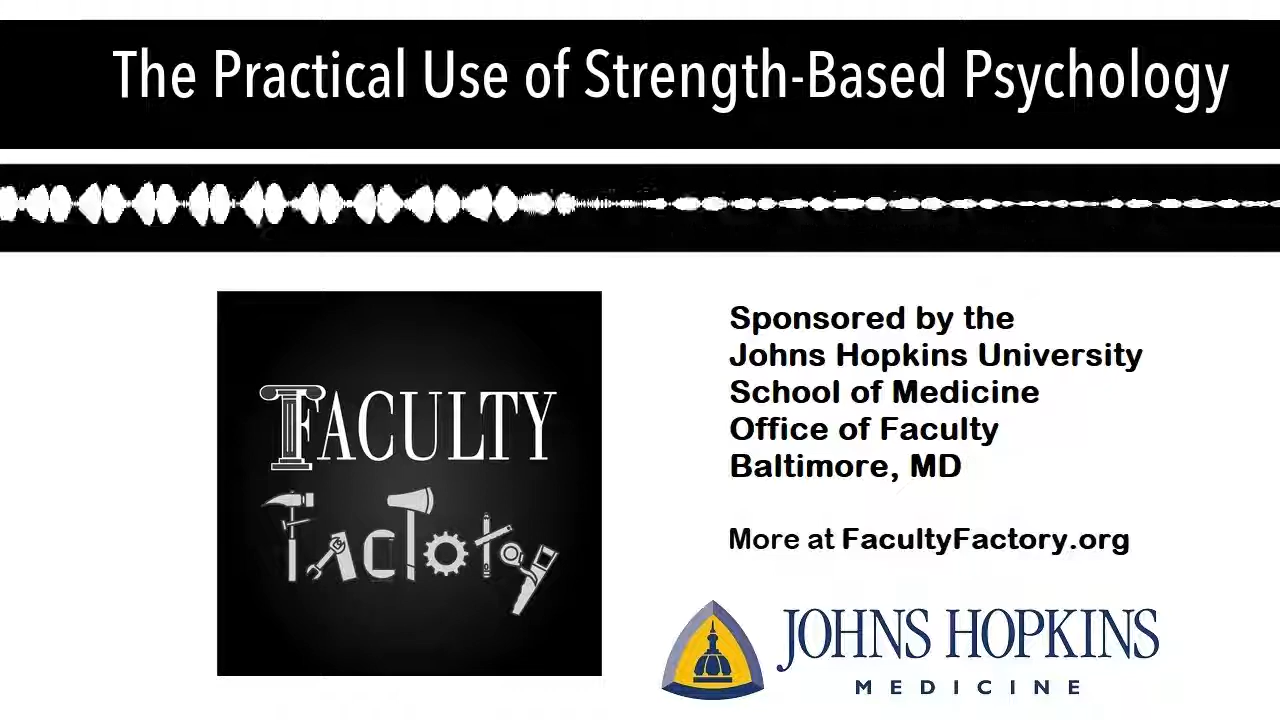 The Practical Use of Strength-Based Psychology
FACULTY
Factory
Sponsored by the
Johns Hopkins University
School of Medicine
Office of Faculty
Baltimore, MD
More at FacultyFactory.org
JOHNS HOPKINS
MEDICINE